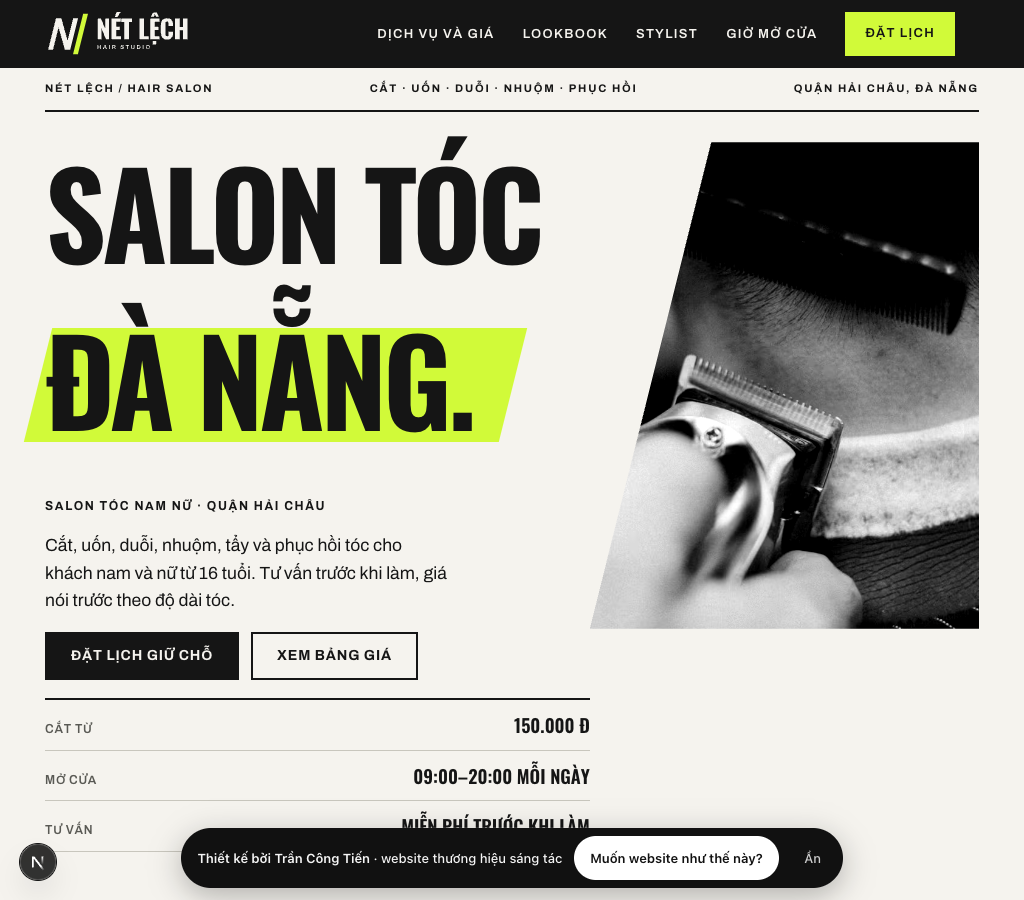 NÉT LỆCH
HAIR STUDIO
DỊCH VỤ VÀ GIÁ
LOOKBOOK
STYLIST
GIỜ MỞ CỬA
ĐẶT LỊCH
NÉT LỆCH / HAIR SALON
CẮT · UỐN · DUỖI · NHUỘM · PHỤC HỒI
QUẬN HẢI CHÂU, ĐÀ NẴNG
SALON TÓC
ĐÀ NẴNG.
SALON TÓC NAM NỮ · QUẬN HẢI CHÂU
Cắt, uốn, duỗi, nhuộm, tẩy và phục hồi tóc cho
khách nam và nữ từ 16 tuổi. Tư vấn trước khi làm, giá
nói trước theo độ dài tóc.
ĐẶT LỊCH GIỮ CHỖ
XEM BẢNG GIÁ
CẮT TỪ
150.000 Đ
MỞ CỬA
09:00–20:00 MỖI NGÀY
TƯ VẤN
MIỄN PHÍ TRƯỚC KHI LÀM
Thiết kế bởi Trần Công Tiến · website thương hiệu sáng tác
Muốn website như thế này?
Ẩn
N